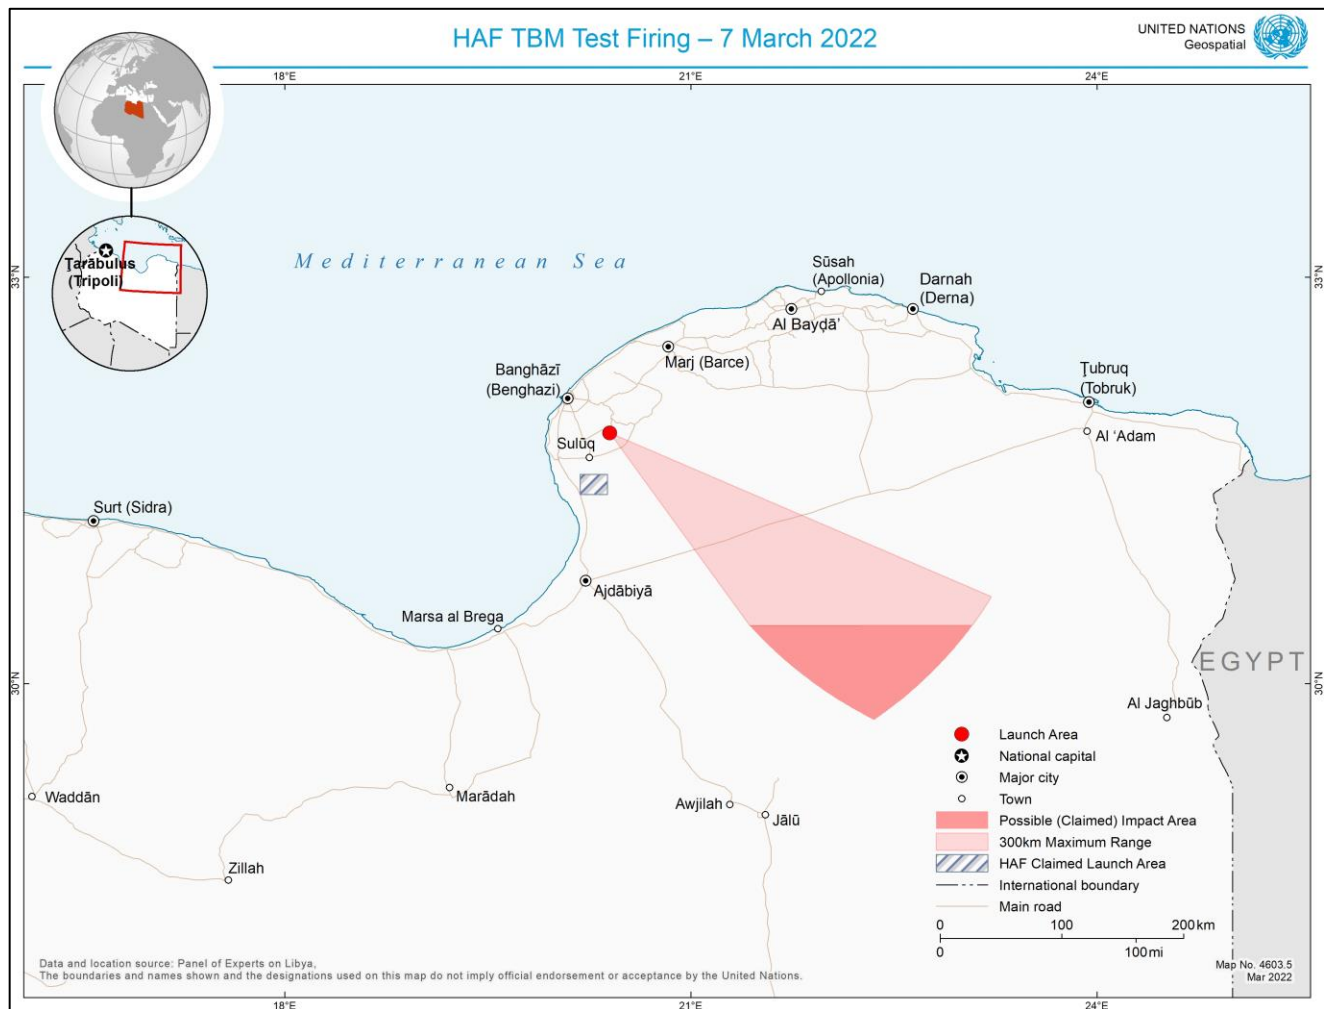 HAF TBM Test Firing – 7 March 2022
UNITED NATIONS
Geospatial
18°E
21°E
24°E
33°N
33°N
30°N
30°N
Ţarābulus
(Tripoli)
Mediterranean Sea
Sūsah
(Apollonia)
Darnah
(Derna)
Al Bayḑā'
Marj (Barce)
Banghāzī
(Benghazi)
Ţubruq
(Tobruk)
Al ‘Adam
Sulūq
Surt (Sidra)
Ajdābiyā
Marsa al Brega
EGYPT
Al Jaghbūb
Waddān
Marādah
Awjilah
Jālū
Zillah
Launch Area
National capital
Major city
Town
Possible (Claimed) Impact Area
300km Maximum Range
HAF Claimed Launch Area
International boundary
Main road
0 100 200 km
0 100 mi
Data and location source: Panel of Experts on Libya,
The boundaries and names shown and the designations used on this map do not imply official endorsement or acceptance by the United Nations.
Map No. 4603.5
Mar 2022
18°E
21°E
24°E